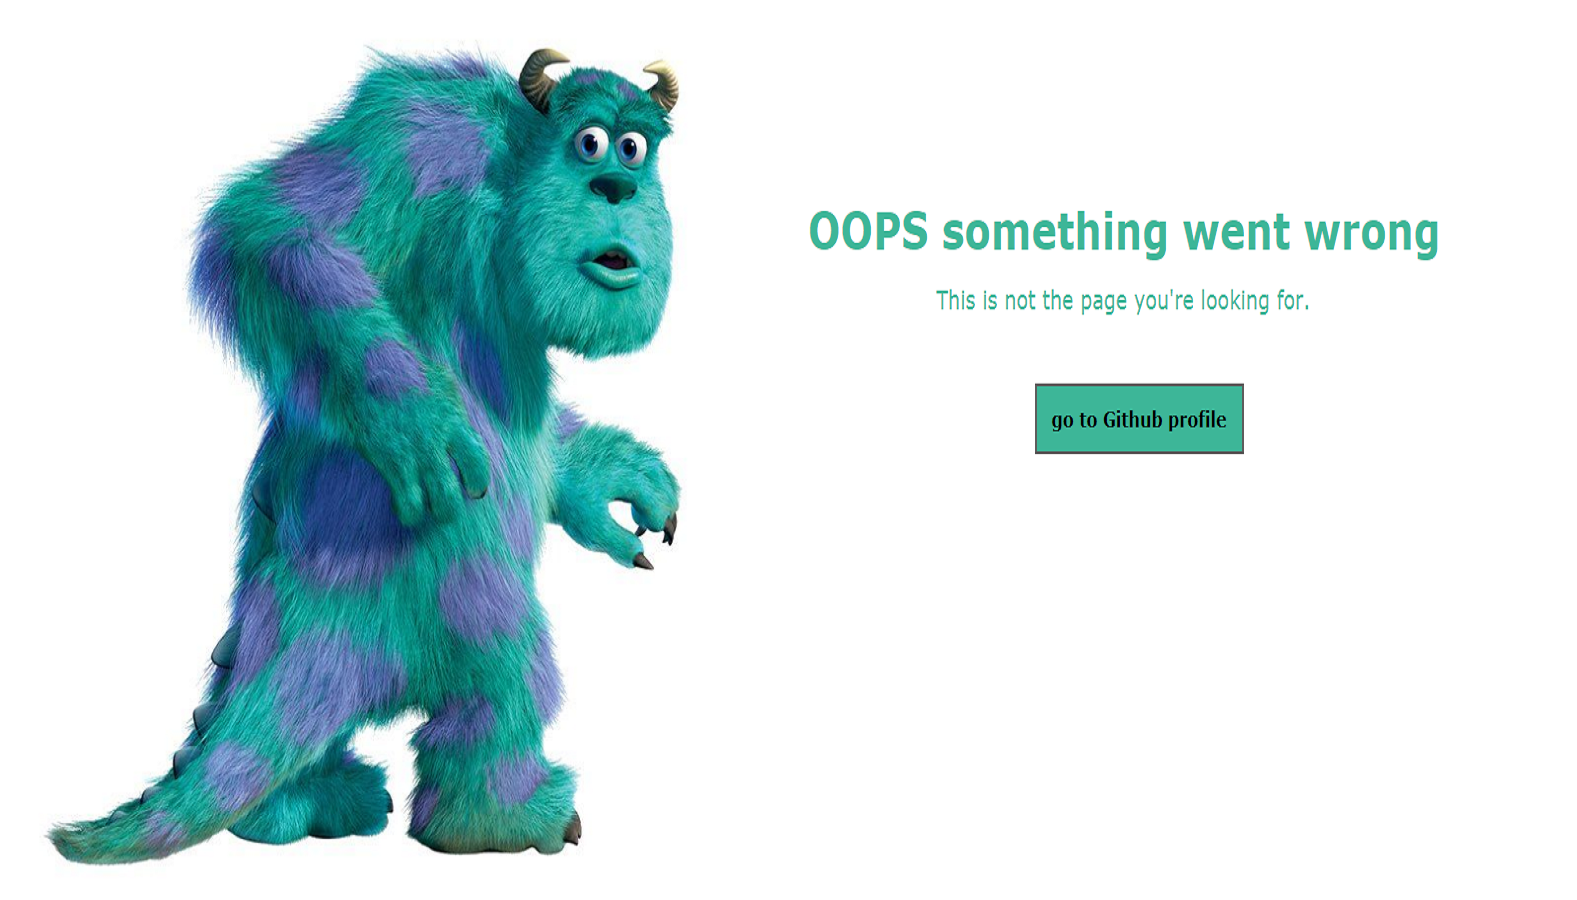 OOPS something went wrong
This is not the page you're looking for.
go to Github profile